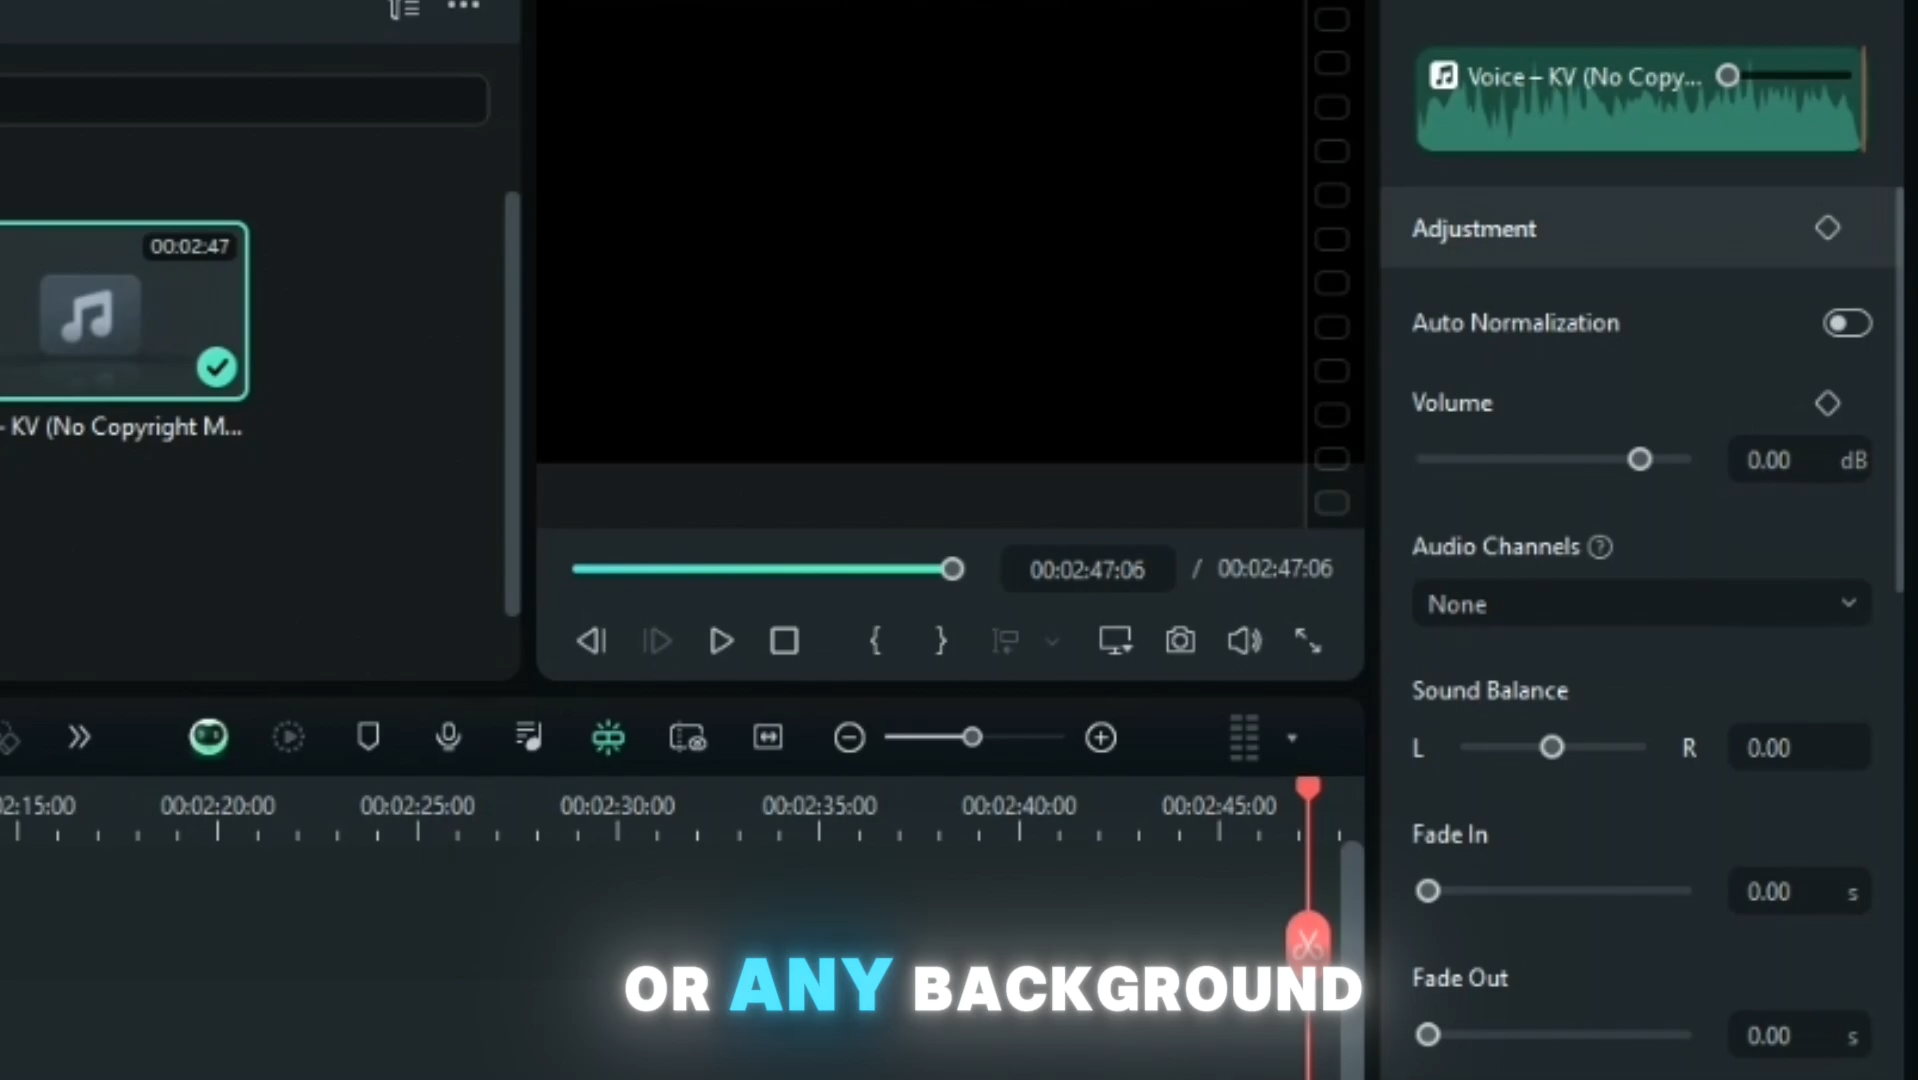 00:02:47
- KV (No Copyright M...
00:02:47:06 / 00:02:47:06
Voice – KV (No Copy...
Adjustment
Auto Normalization
Volume
0.00 dB
Audio Channels ?
None
Sound Balance
L R 0.00
Fade In
0.00 s
Fade Out
0.00 s
2:15:00 00:02:20:00 00:02:25:00 00:02:30:00 00:02:35:00 00:02:40:00 00:02:45:00
OR ANY BACKGROUND